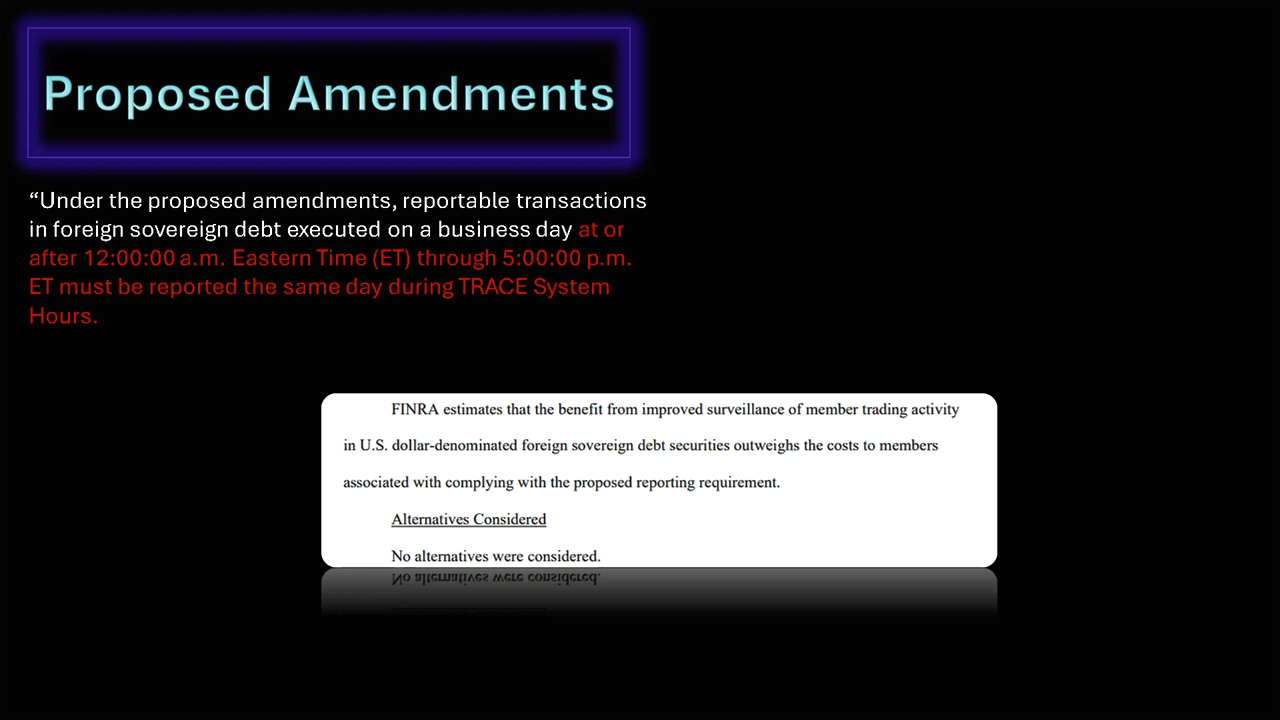 Proposed Amendments
“Under the proposed amendments, reportable transactions
in foreign sovereign debt executed on a business day at or
after 12:00:00 a.m. Eastern Time (ET) through 5:00:00 p.m.
ET must be reported the same day during TRACE System
Hours.
FINRA estimates that the benefit from improved surveillance of member trading activity
in U.S. dollar-denominated foreign sovereign debt securities outweighs the costs to members
associated with complying with the proposed reporting requirement.
Alternatives Considered
No alternatives were considered.